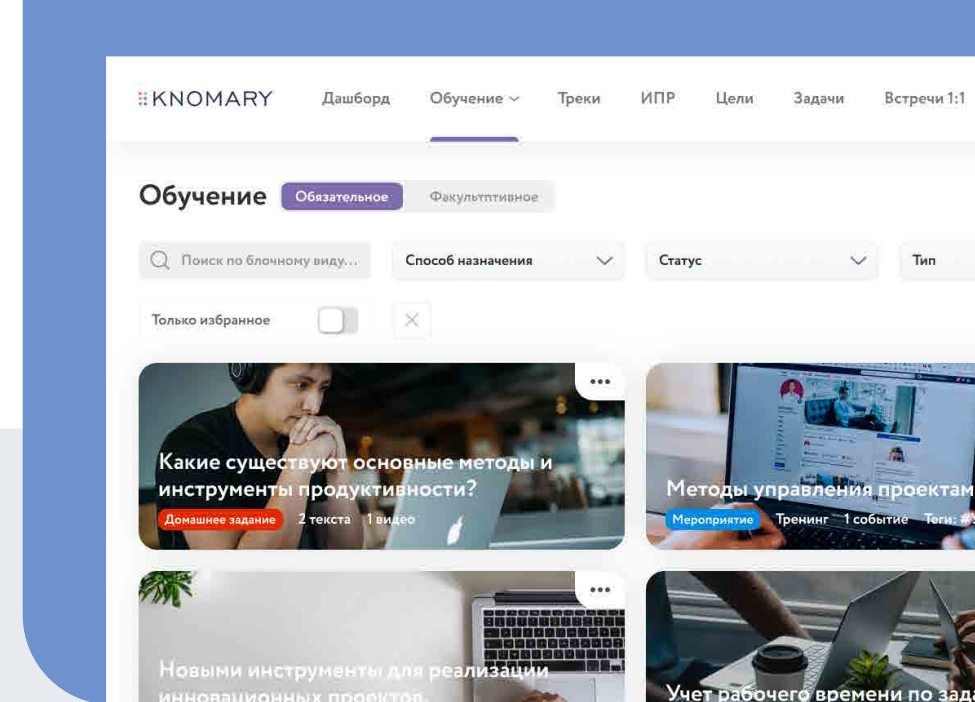 KNOMARY
Дашборд Обучение Треки ИПР Цели Задачи Встречи 1:1
Обучение Обязательное Факультптивное
Поиск по блочному виду... Способ назначения Статус Тип
Только избранное
Какие существуют основные методы и
инструменты продуктивности?
Домашнее задание 2 текста 1 видео
Методы управления проектам
Мероприятие Тренинг 1 событие Теги:
Новыми инструменты для реализации
инновационных проектов
Учет рабочего времени по зада